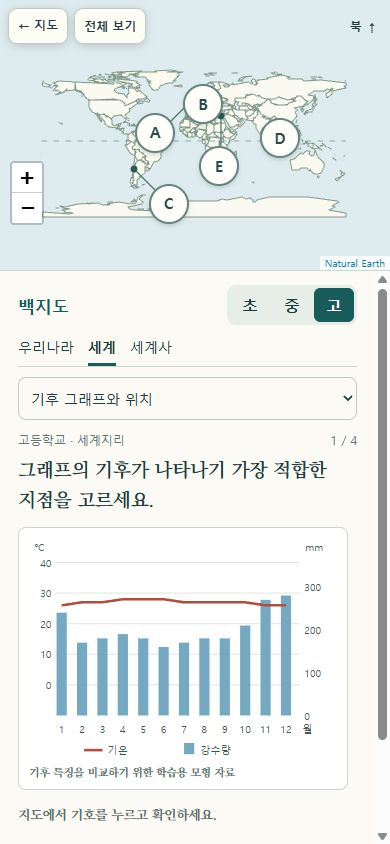 ← 지도
전체 보기
북 ↑
B
A
D
E
C
+
−
Natural Earth
백지도
초 중 고
우리나라 세계 세계사
기후 그래프와 위치
고등학교 · 세계지리
1 / 4
그래프의 기후가 나타나기 가장 적합한
지점을 고르세요.
℃ mm
40
30
20
10
0
300
200
100
0
1 2 3 4 5 6 7 8 9 10 11 12 월
기온 강수량
기후 특징을 비교하기 위한 학습용 모형 자료
지도에서 기호를 누르고 확인하세요.